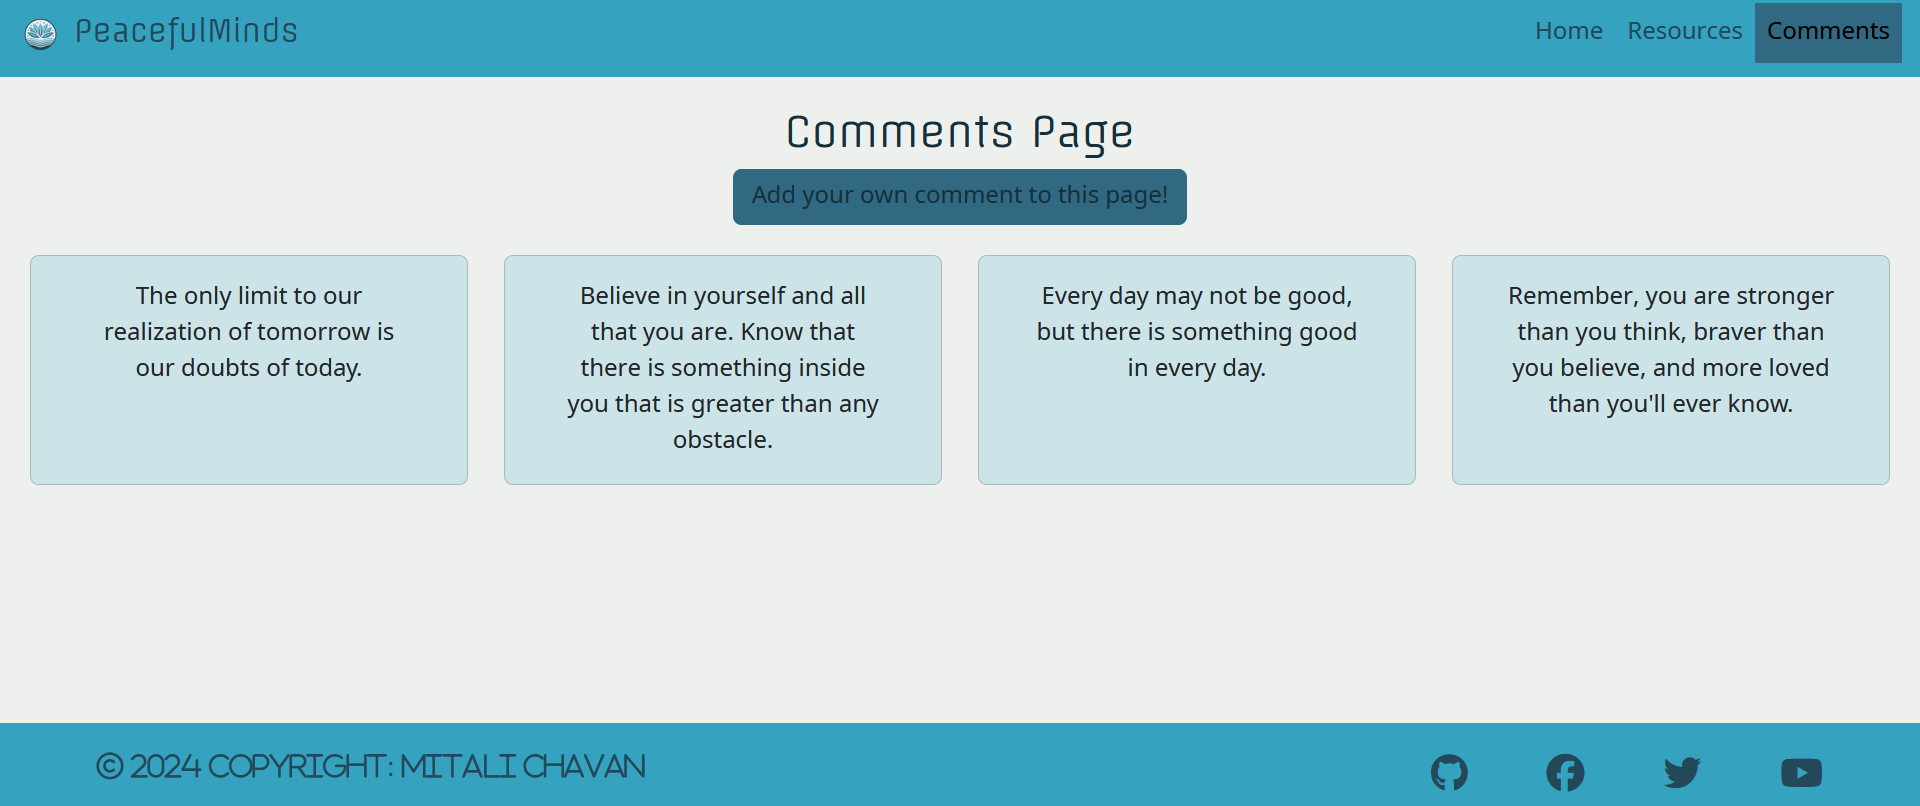 PeacefulMinds
Home Resources Comments
Comments Page
Add your own comment to this page!
The only limit to our
realization of tomorrow is
our doubts of today.
Believe in yourself and all
that you are. Know that
there is something inside
you that is greater than any
obstacle.
Every day may not be good,
but there is something good
in every day.
Remember, you are stronger
than you think, braver than
you believe, and more loved
than you'll ever know.
© 2024 COPYRIGHT: MITALI CHAVAN